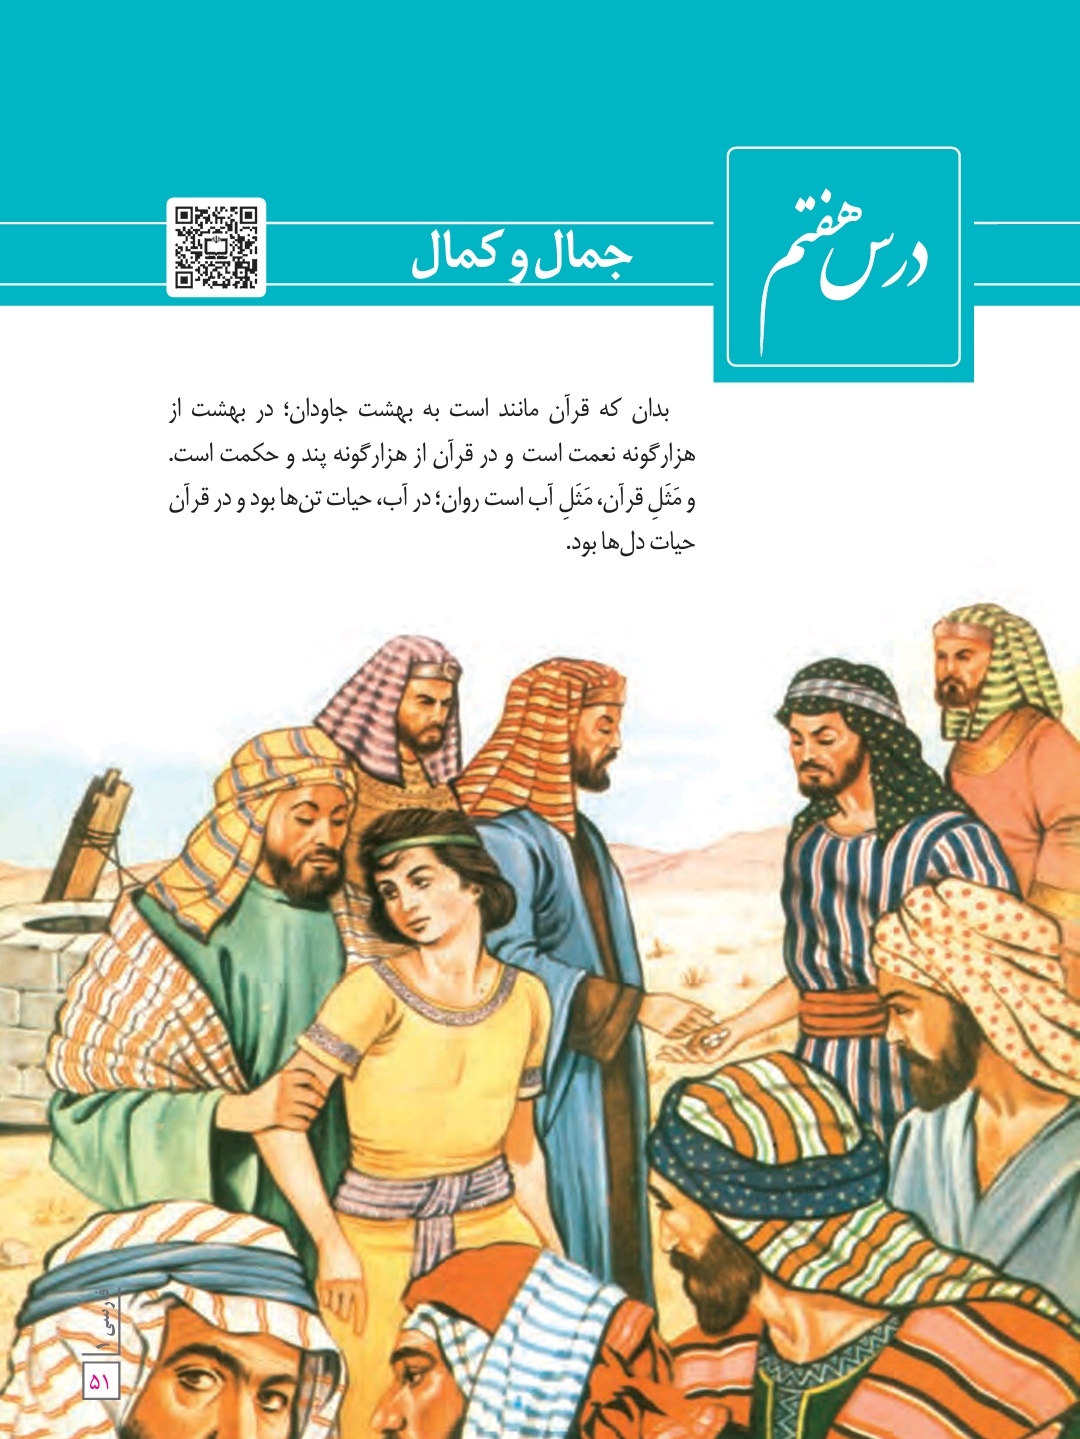 درس هفتم
جمال و کمال
بدان که قرآن مانند است به بهشت جاودان؛ در بهشت از
هزارگونه نعمت است و در قرآن از هزارگونه پند و حکمت است.
و مَثَلِ قرآن، مَثَلِ آب است روان؛ در آب، حیات تن‌ها بود و در قرآن
حیات دل‌ها بود.
فارسی ۱
۵۱